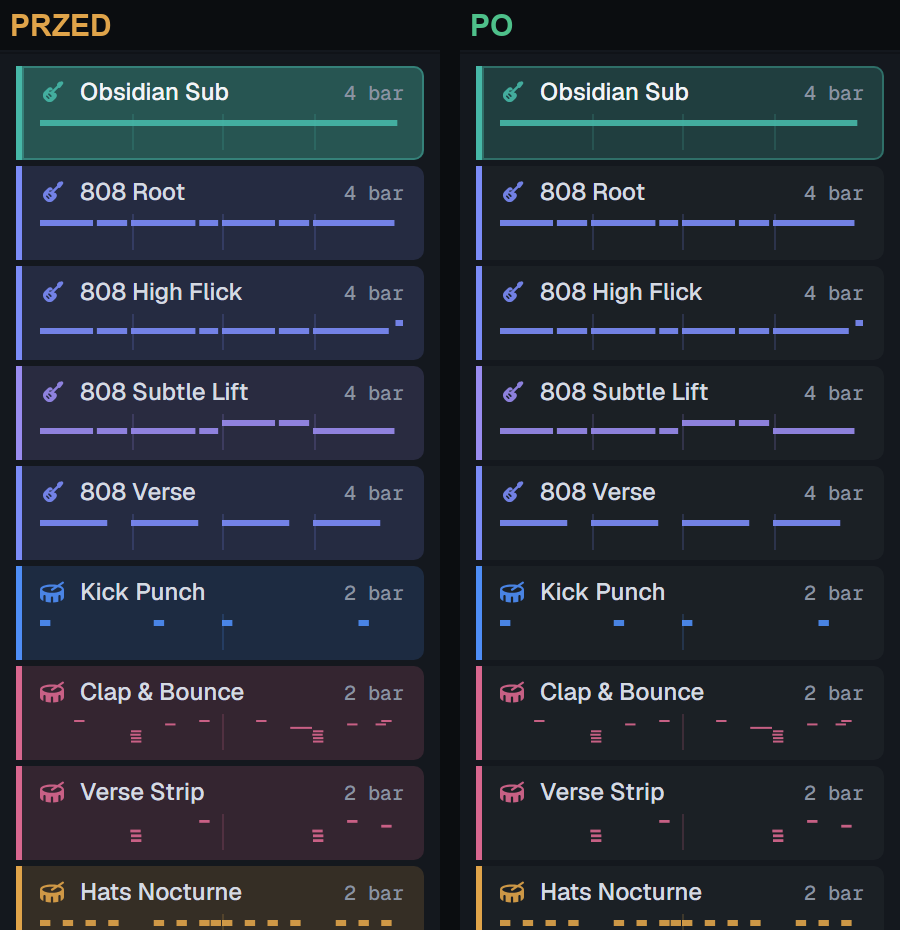 PRZED
Obsidian Sub 4 bar
808 Root 4 bar
808 High Flick 4 bar
808 Subtle Lift 4 bar
808 Verse 4 bar
Kick Punch 2 bar
Clap & Bounce 2 bar
Verse Strip 2 bar
Hats Nocturne 2 bar
PO
Obsidian Sub 4 bar
808 Root 4 bar
808 High Flick 4 bar
808 Subtle Lift 4 bar
808 Verse 4 bar
Kick Punch 2 bar
Clap & Bounce 2 bar
Verse Strip 2 bar
Hats Nocturne 2 bar